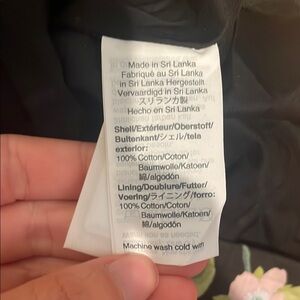 Made in Sri Lanka
Fabriqué au Sri Lanka
in Sri Lanka Hergestellt
Vervaardigd in Sri Lanka
スリランカ製
Hecho en Sri Lanka
Shell/Extérieur/Oberstoff/
Buitenkant/シェル/tela
exterior:
100% Cotton/Coton/
Baumwolle/Katoen/
綿/algodón
Lining/Doublure/Futter/
Voering/ライニング/forro:
100% Cotton/Coton/
Baumwolle/Katoen/
綿/algodón
Machine wash cold with